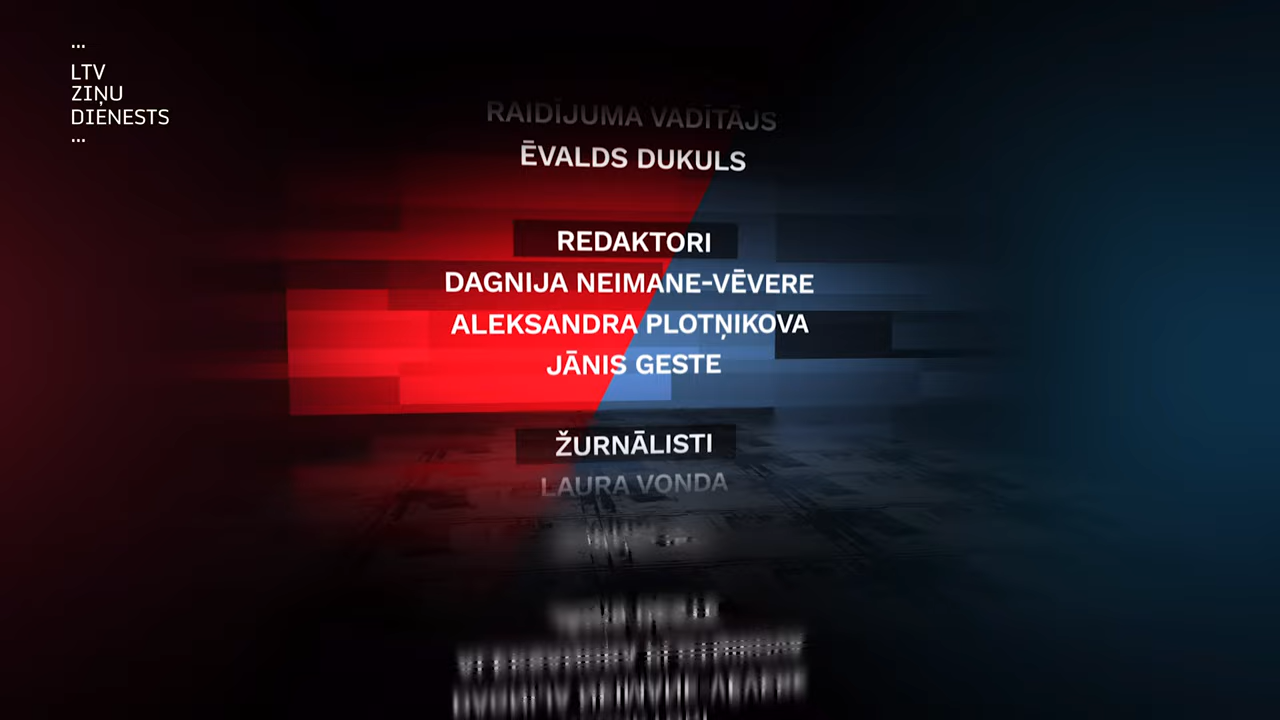 ...
LTV
ZIŅU
DIENESTS
...
RAIDĪJUMA VADĪTĀJS
ĒVALDS DUKULS
REDAKTORI
DAGNIJA NEIMANE-VĒVERE
ALEKSANDRA PLOTŅIKOVA
JĀNIS GESTE
ŽURNĀLISTI
LAURA VONDA